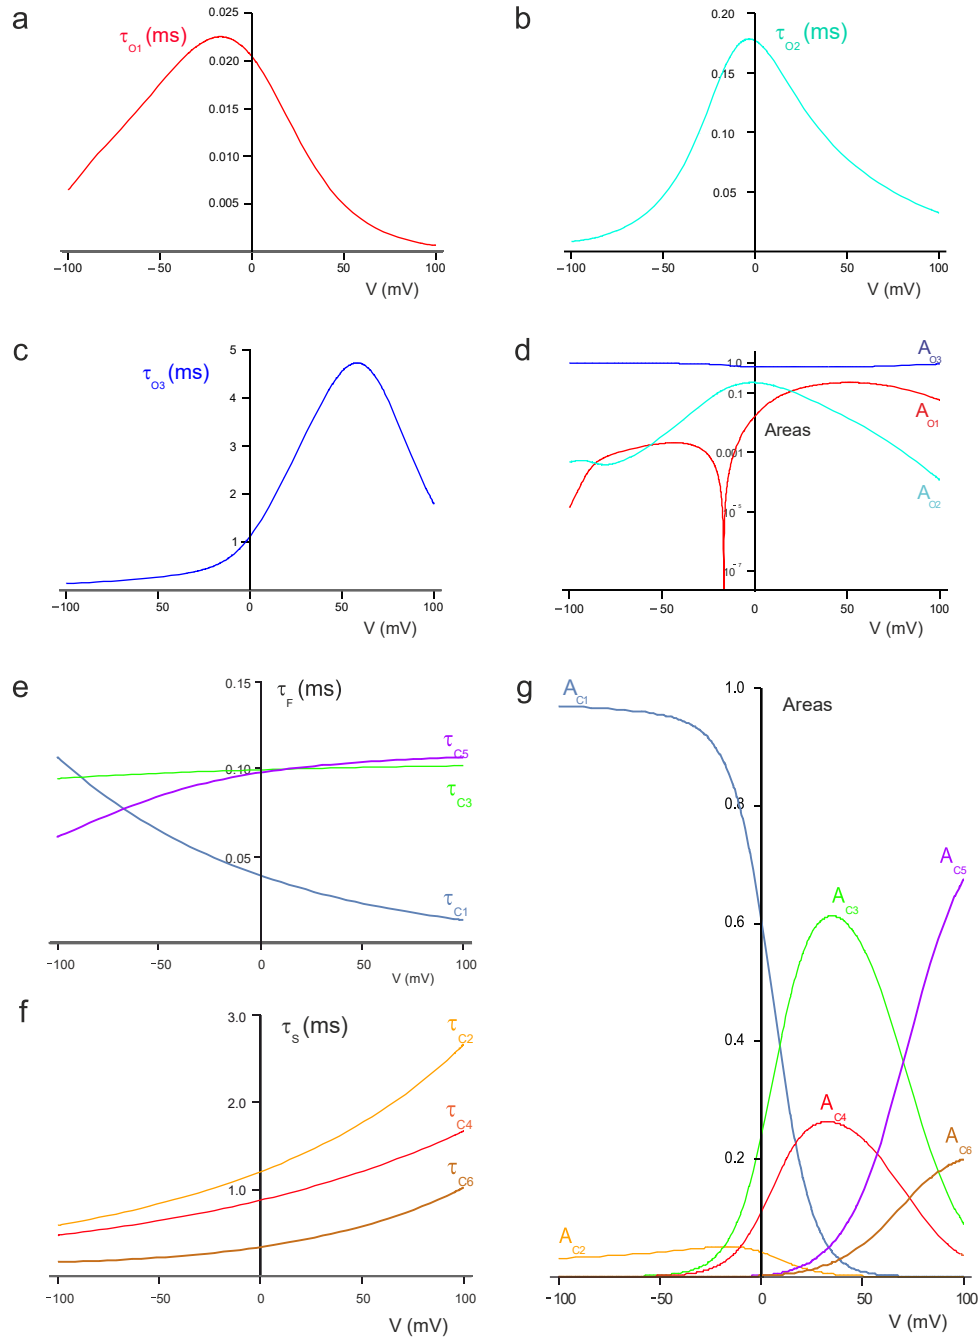 a
τO1 (ms)
0.025
0.020
0.015
0.010
0.005
−100
−50
0
50
100
V (mV)
b
τO2 (ms)
0.20
0.15
0.10
0.05
−100
−50
0
50
100
V (mV)
c
τO3 (ms)
5
4
3
2
1
−100
−50
0
50
100
V (mV)
d
AO3
1.0
0.1
AO1
Areas
0.001
AO2
10⁻⁵
10⁻⁷
−100
−50
0
50
100
V (mV)
e
τF (ms)
0.15
τC5
0.10
τC3
0.05
τC1
−100
−50
0
50
100
V (mV)
f
τS (ms)
3.0
τC2
2.0
τC4
τC6
1.0
−100
−50
0
50
100
V (mV)
g
AC1
1.0
Areas
0.8
AC5
AC3
0.6
0.4
AC4
AC6
0.2
AC2
-100
-50
0
50
100
V (mV)